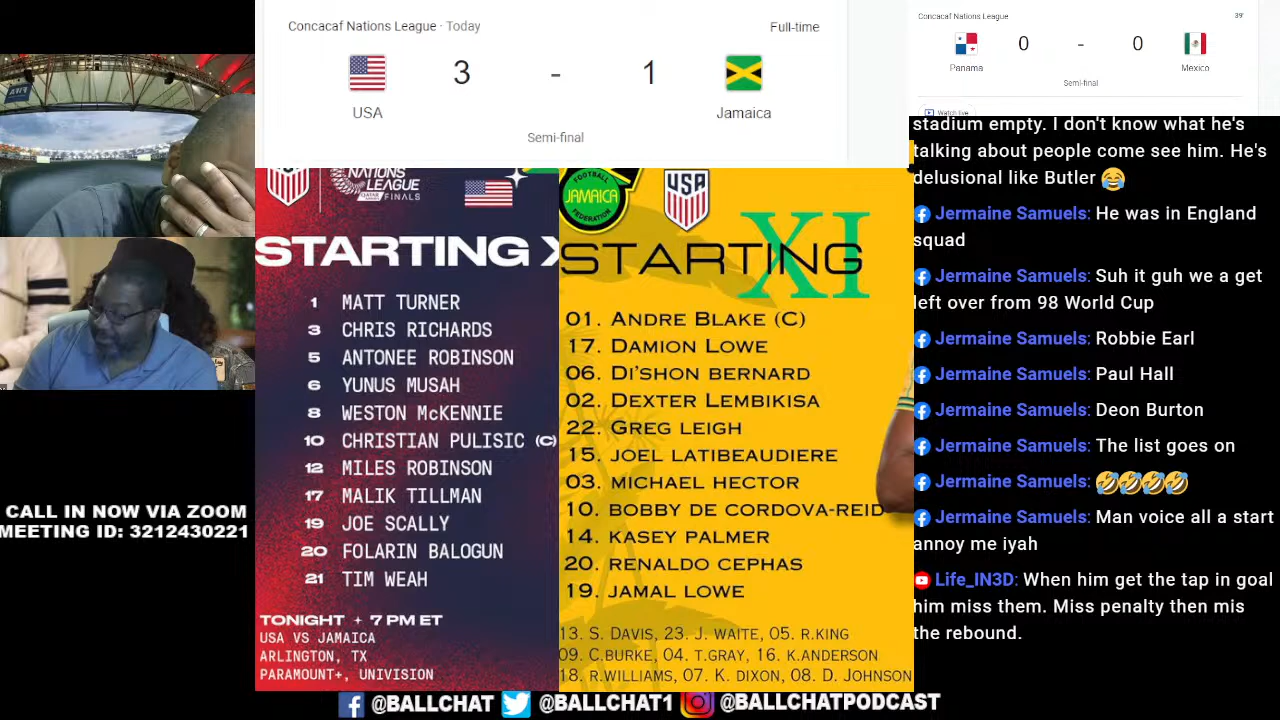 Concacaf Nations League · Today
Full-time
USA
3
-
1
Jamaica
Semi-final
Concacaf Nations League
39'
Panama
0
-
0
Mexico
Semi-final
Watch live
NATIONS
LEAGUE
FINALS
STARTING X
1 MATT TURNER
3 CHRIS RICHARDS
5 ANTONEE ROBINSON
6 YUNUS MUSAH
8 WESTON McKENNIE
10 CHRISTIAN PULISIC (C)
12 MILES ROBINSON
17 MALIK TILLMAN
19 JOE SCALLY
20 FOLARIN BALOGUN
21 TIM WEAH
TONIGHT + 7 PM ET
USA VS JAMAICA
ARLINGTON, TX
PARAMOUNT+, UNIVISION
FOOTBALL
JAMAICA
FEDERATION
USA
STARTING
XI
01. ANDRE BLAKE (C)
17. DAMION LOWE
06. DI'SHON BERNARD
02. DEXTER LEMBIKISA
22. GREG LEIGH
15. JOEL LATIBEAUDIERE
03. MICHAEL HECTOR
10. BOBBY DE CORDOVA-REID
14. KASEY PALMER
20. RENALDO CEPHAS
19. JAMAL LOWE
13. S. DAVIS, 23. J. WAITE, 05. R.KING
09. C.BURKE, 04. T.GRAY, 16. K.ANDERSON
18. R.WILLIAMS, 07. K. DIXON, 08. D. JOHNSON
stadium empty. I don't know what he's
talking about people come see him. He's
delusional like Butler 😂
Jermaine Samuels: He was in England
squad
Jermaine Samuels: Suh it guh we a get
left over from 98 World Cup
Jermaine Samuels: Robbie Earl
Jermaine Samuels: Paul Hall
Jermaine Samuels: Deon Burton
Jermaine Samuels: The list goes on
Jermaine Samuels: 🤣🤣🤣🤣
Jermaine Samuels: Man voice all a start
annoy me iyah
Life_IN3D: When him get the tap in goal
him miss them. Miss penalty then mis
the rebound.
CALL IN NOW VIA ZOOM
MEETING ID: 3212430221
@BALLCHAT @BALLCHAT1 @BALLCHATPODCAST